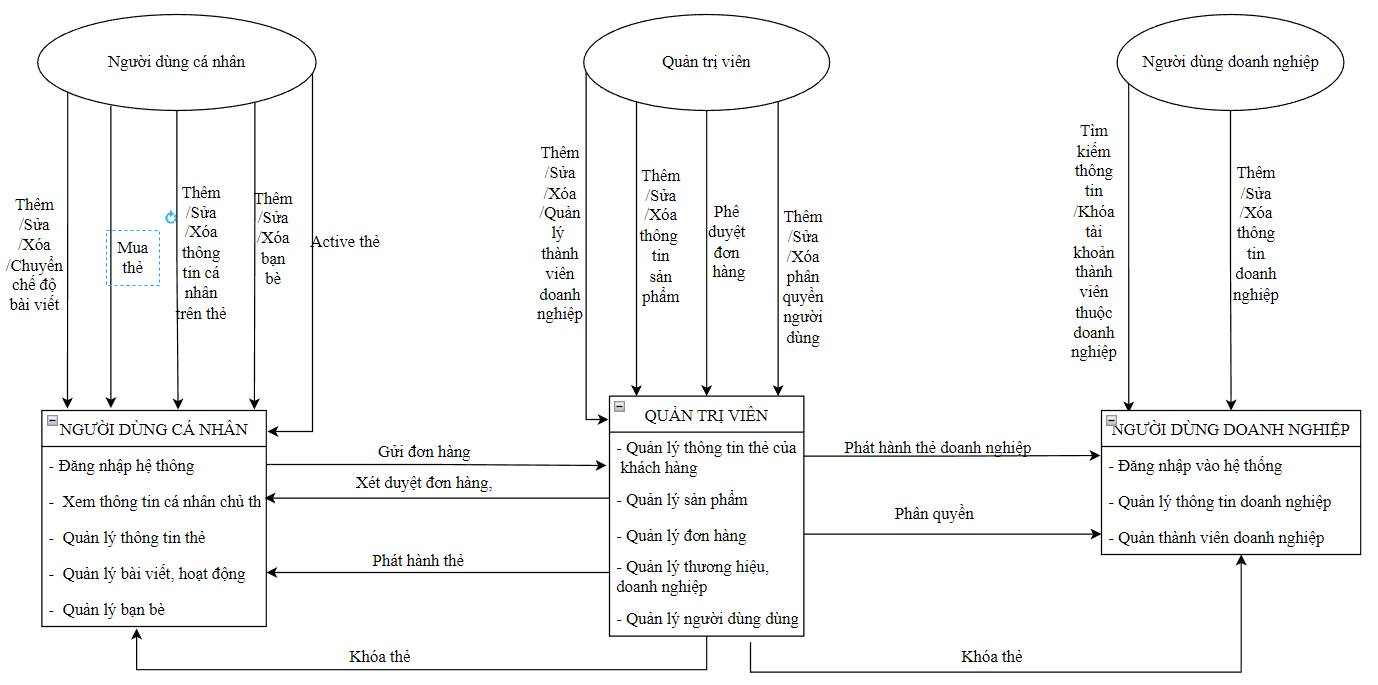 Người dùng cá nhân
Quản trị viên
Người dùng doanh nghiệp
Thêm
/Sửa
/Xóa
/Chuyển
chế độ
bài viết
Mua
thẻ
Thêm
/Sửa
/Xóa
thông
tin cá
nhân
trên thẻ
Thêm
/Sửa
/Xóa
bạn
bè
Active thẻ
Thêm
/Sửa
/Xóa
/Quản
lý
thành
viên
doanh
nghiệp
Thêm
/Sửa
/Xóa
thông
tin
sản
phẩm
Phê
duyệt
đơn
hàng
Thêm
/Sửa
/Xóa
phân
quyền
người
dùng
Tìm
kiếm
thông
tin
/Khóa
tài
khoản
thành
viên
thuộc
doanh
nghiệp
Thêm
/Sửa
/Xóa
thông
tin
doanh
nghiệp
NGƯỜI DÙNG CÁ NHÂN
- Đăng nhập hệ thông
- Xem thông tin cá nhân chủ th
- Quản lý thông tin thẻ
- Quản lý bài viết, hoạt động
- Quản lý bạn bè
Gửi đơn hàng
Xét duyệt đơn hàng,
Phát hành thẻ
Khóa thẻ
QUẢN TRỊ VIÊN
- Quản lý thông tin thẻ của
khách hàng
- Quản lý sản phẩm
- Quản lý đơn hàng
- Quản lý thương hiệu,
doanh nghiệp
- Quản lý người dùng dùng
Phát hành thẻ doanh nghiệp
Phân quyền
Khóa thẻ
NGƯỜI DÙNG DOANH NGHIỆP
- Đăng nhập vào hệ thống
- Quản lý thông tin doanh nghiệp
- Quản thành viên doanh nghiệp